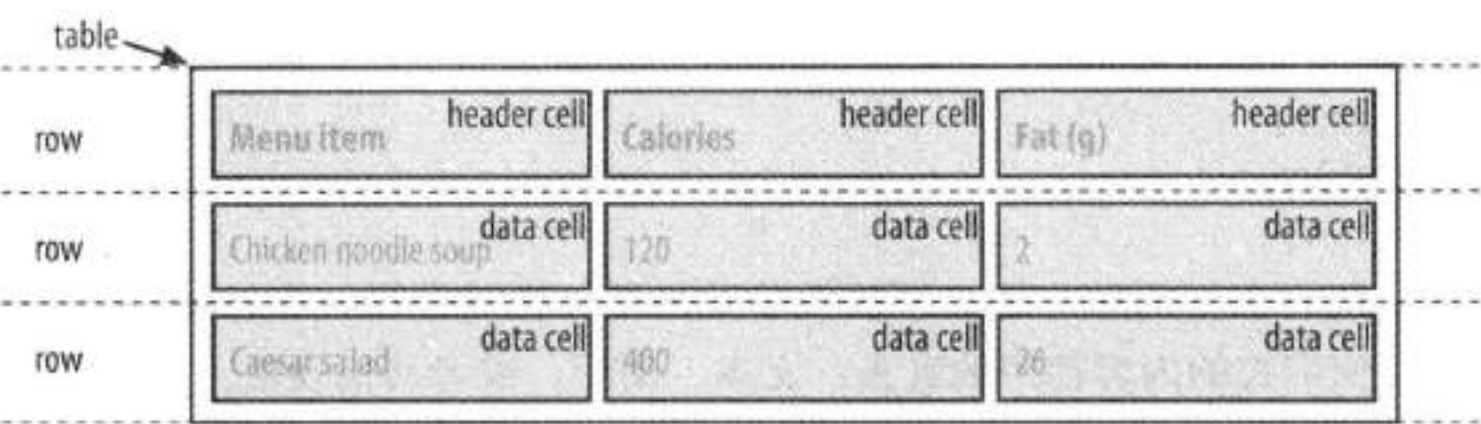 table
row
header cell
Menu item
header cell
Calories
header cell
Fat (g)
row
data cell
Chicken noodle soup
data cell
120
data cell
2
row
data cell
Caesar salad
data cell
400
data cell
26